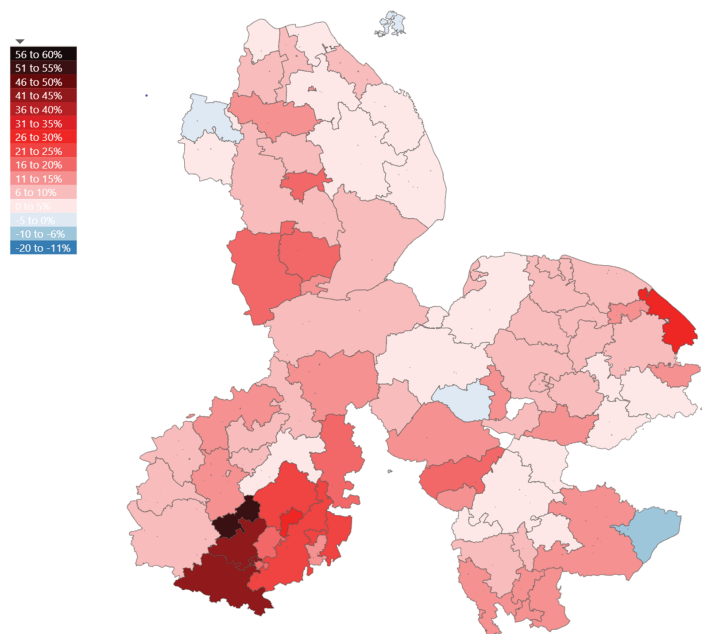 56 to 60%
51 to 55%
46 to 50%
41 to 45%
36 to 40%
31 to 35%
26 to 30%
21 to 25%
16 to 20%
11 to 15%
6 to 10%
0 to 5%
-5 to 0%
-10 to -6%
-20 to -11%